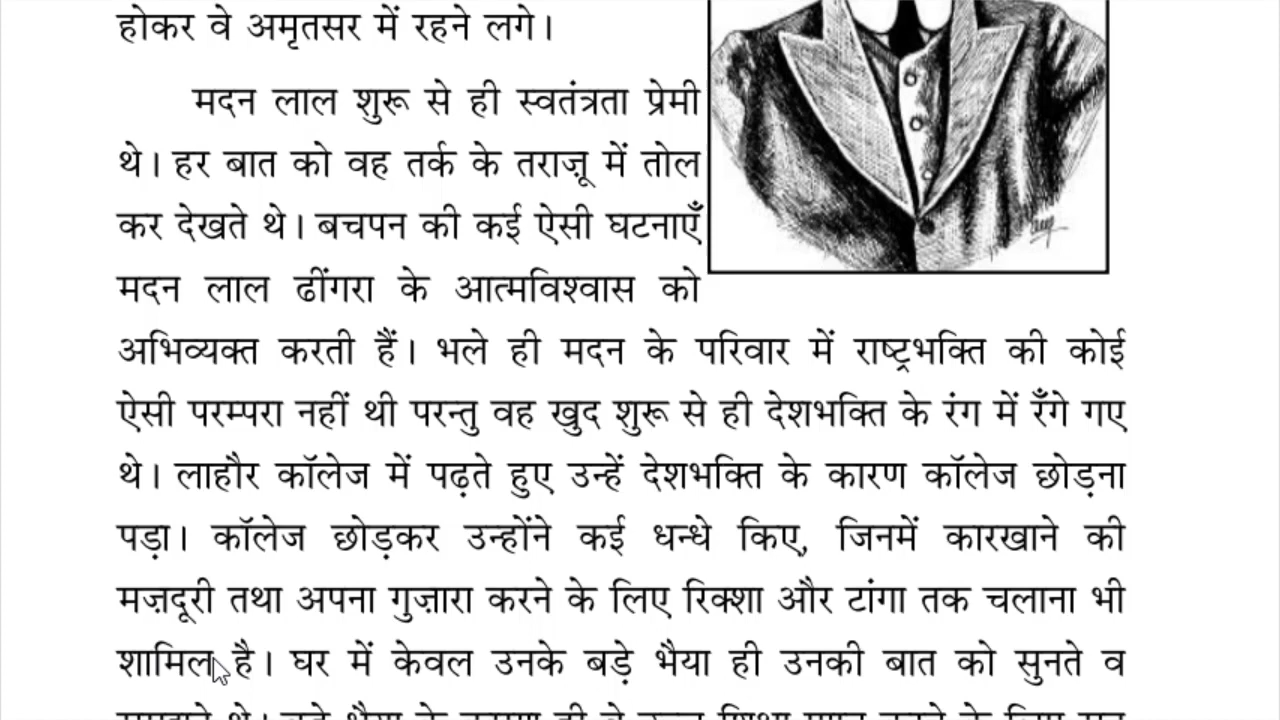 होकर वे अमृतसर में रहने लगे।
मदन लाल शुरू से ही स्वतंत्रता प्रेमी
थे। हर बात को वह तर्क के तराज़ू में तोल
कर देखते थे। बचपन की कई ऐसी घटनाएँ
मदन लाल ढींगरा के आत्मविश्वास को
अभिव्यक्त करती हैं। भले ही मदन के परिवार में राष्ट्रभक्ति की कोई
ऐसी परम्परा नहीं थी परन्तु वह खुद शुरू से ही देशभक्ति के रंग में रँगे गए
थे। लाहौर कॉलेज में पढ़ते हुए उन्हें देशभक्ति के कारण कॉलेज छोड़ना
पड़ा। कॉलेज छोड़कर उन्होंने कई धन्धे किए, जिनमें कारखाने की
मज़दूरी तथा अपना गुज़ारा करने के लिए रिक्शा और टांगा तक चलाना भी
शामिल है। घर में केवल उनके बड़े भैया ही उनकी बात को सुनते व